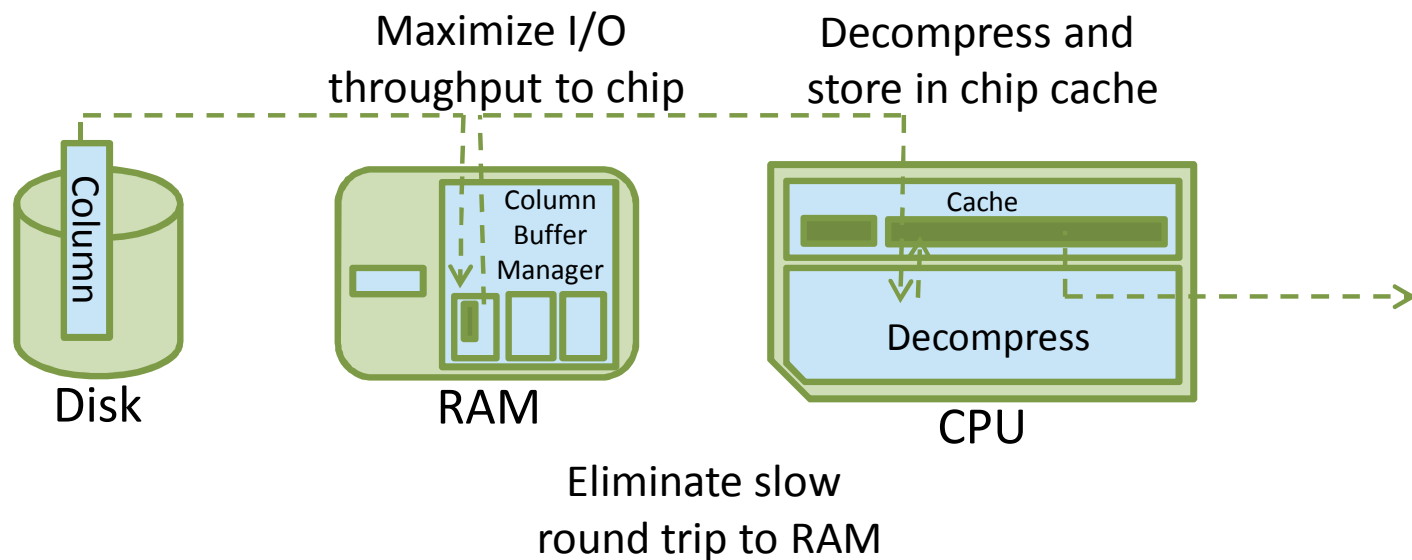 Maximize I/O
throughput to chip
Decompress and
store in chip cache
Column
Column
Buffer
Manager
Cache
Decompress
Disk
RAM
CPU
Eliminate slow
round trip to RAM